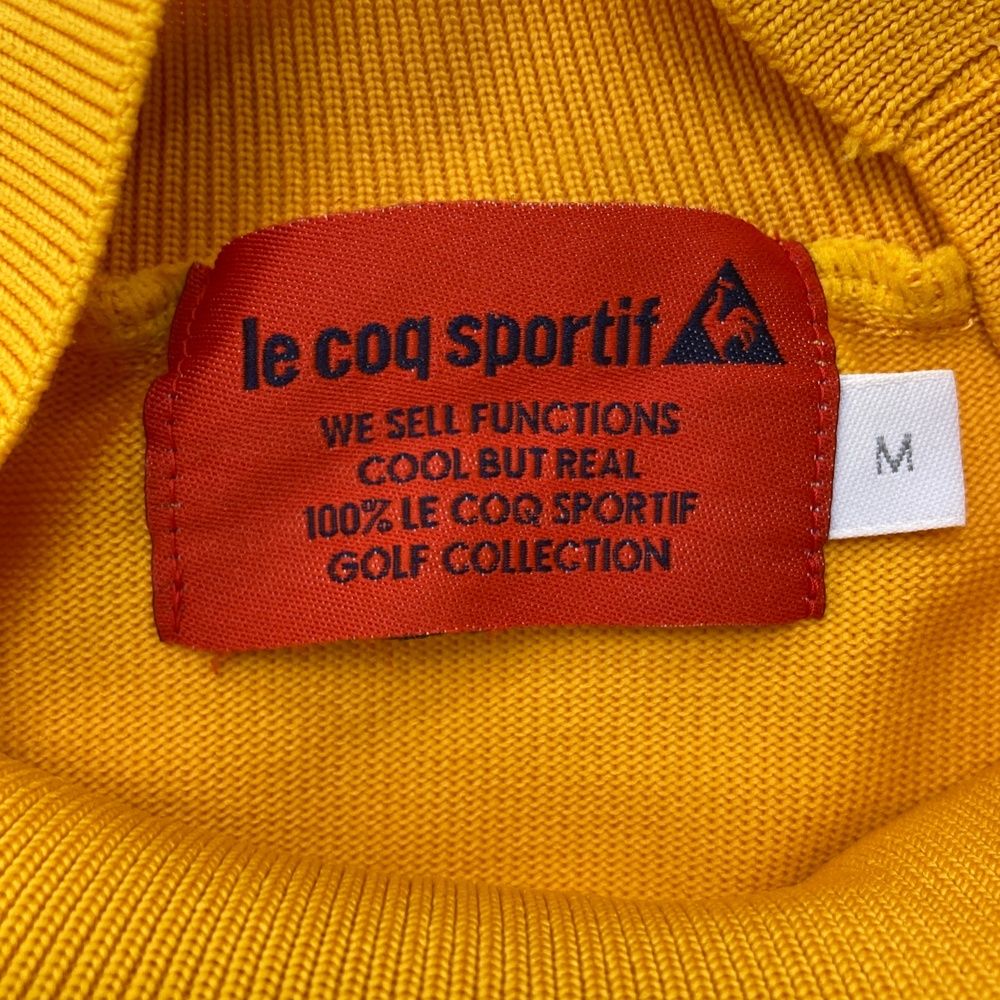 le coq sportif
WE SELL FUNCTIONS
COOL BUT REAL
100% LE COQ SPORTIF
GOLF COLLECTION
M